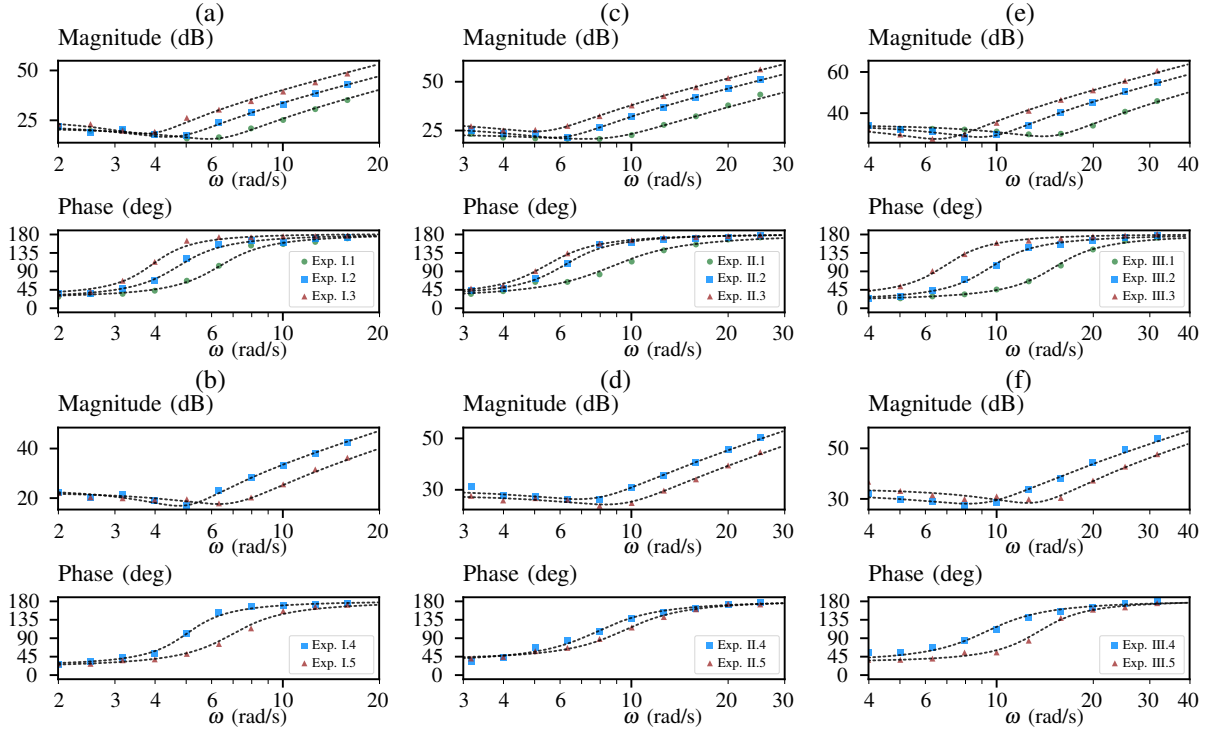 (a)
Magnitude (dB)
50
25
2 3 4 6 10 20
ω (rad/s)
Phase (deg)
180
135
90
45
0
Exp. I.1
Exp. I.2
Exp. I.3
2 3 4 6 10 20
ω (rad/s)
(c)
Magnitude (dB)
50
25
3 4 6 10 20 30
ω (rad/s)
Phase (deg)
180
135
90
45
0
Exp. II.1
Exp. II.2
Exp. II.3
3 4 6 10 20 30
ω (rad/s)
(e)
Magnitude (dB)
60
40
4 6 10 20 30 40
ω (rad/s)
Phase (deg)
180
135
90
45
0
Exp. III.1
Exp. III.2
Exp. III.3
4 6 10 20 30 40
ω (rad/s)
(b)
Magnitude (dB)
40
20
2 3 4 6 10 20
ω (rad/s)
Phase (deg)
180
135
90
45
0
Exp. I.4
Exp. I.5
2 3 4 6 10 20
ω (rad/s)
(d)
Magnitude (dB)
50
30
3 4 6 10 20 30
ω (rad/s)
Phase (deg)
180
135
90
45
0
Exp. II.4
Exp. II.5
3 4 6 10 20 30
ω (rad/s)
(f)
Magnitude (dB)
50
30
4 6 10 20 30 40
ω (rad/s)
Phase (deg)
180
135
90
45
0
Exp. III.4
Exp. III.5
4 6 10 20 30 40
ω (rad/s)